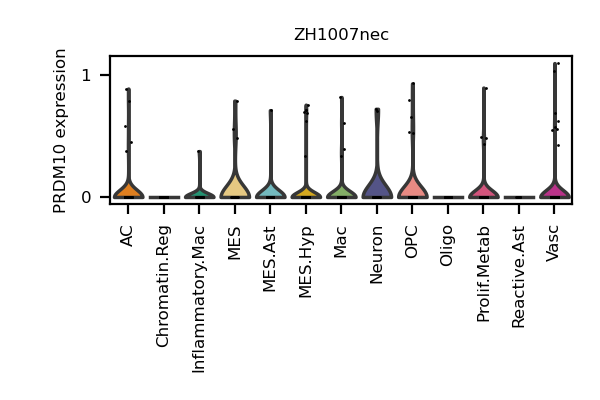 ZH1007nec
PRDM10 expression
1
0
AC
Chromatin.Reg
Inflammatory.Mac
MES
MES.Ast
MES.Hyp
Mac
Neuron
OPC
Oligo
Prolif.Metab
Reactive.Ast
Vasc